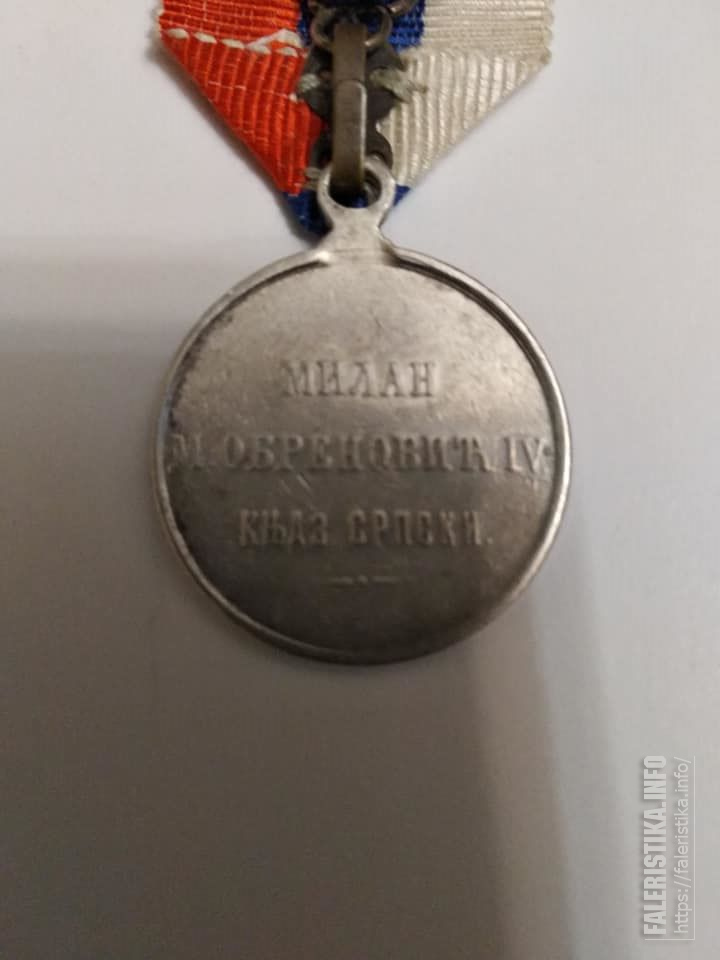 МИЛАН
М. ОБРЕНОВИЋ IV.
КЊАЗ СРПСКИ.
FALERISTIKA.INFO
https://faleristika.info/